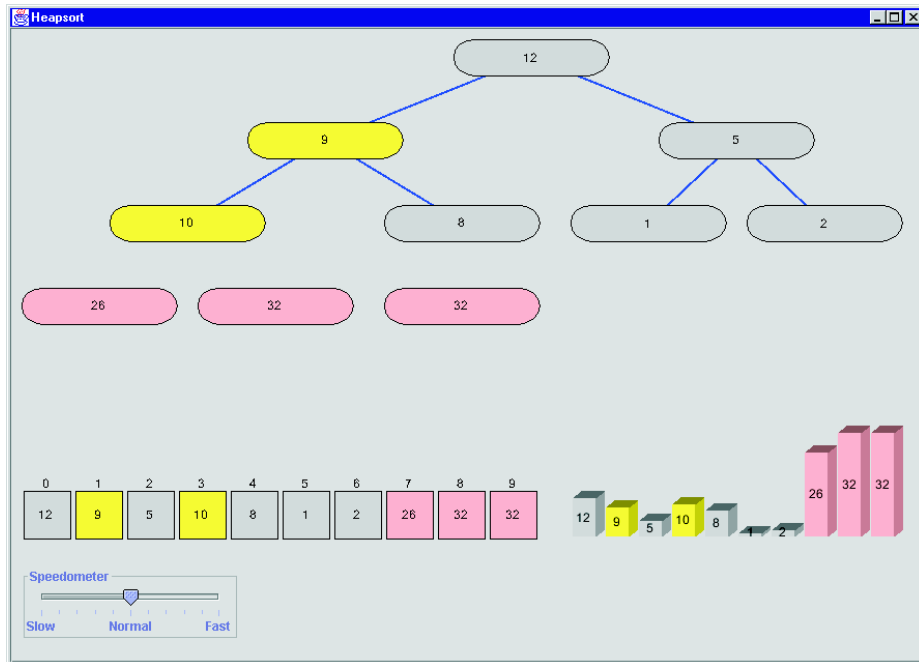 Heapsort
12
9 5
10 8 1 2
26 32 32
0 1 2 3 4 5 6 7 8 9
12 9 5 10 8 1 2 26 32 32
12 9 5 10 8 1 2 26 32 32
Speedometer
Slow Normal Fast